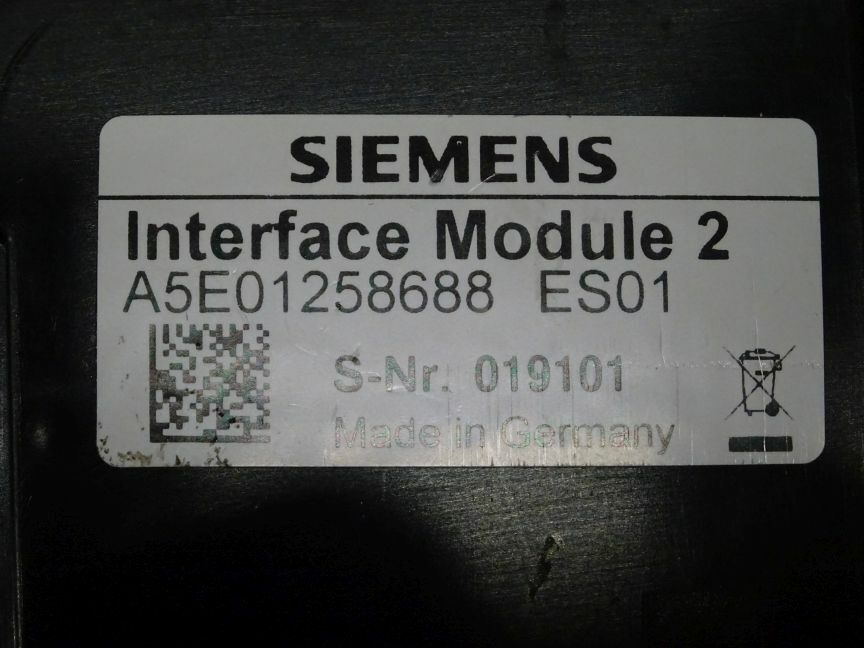 SIEMENS
Interface Module 2
A5E01258688 ES01
S-Nr. 019101
Made in Germany